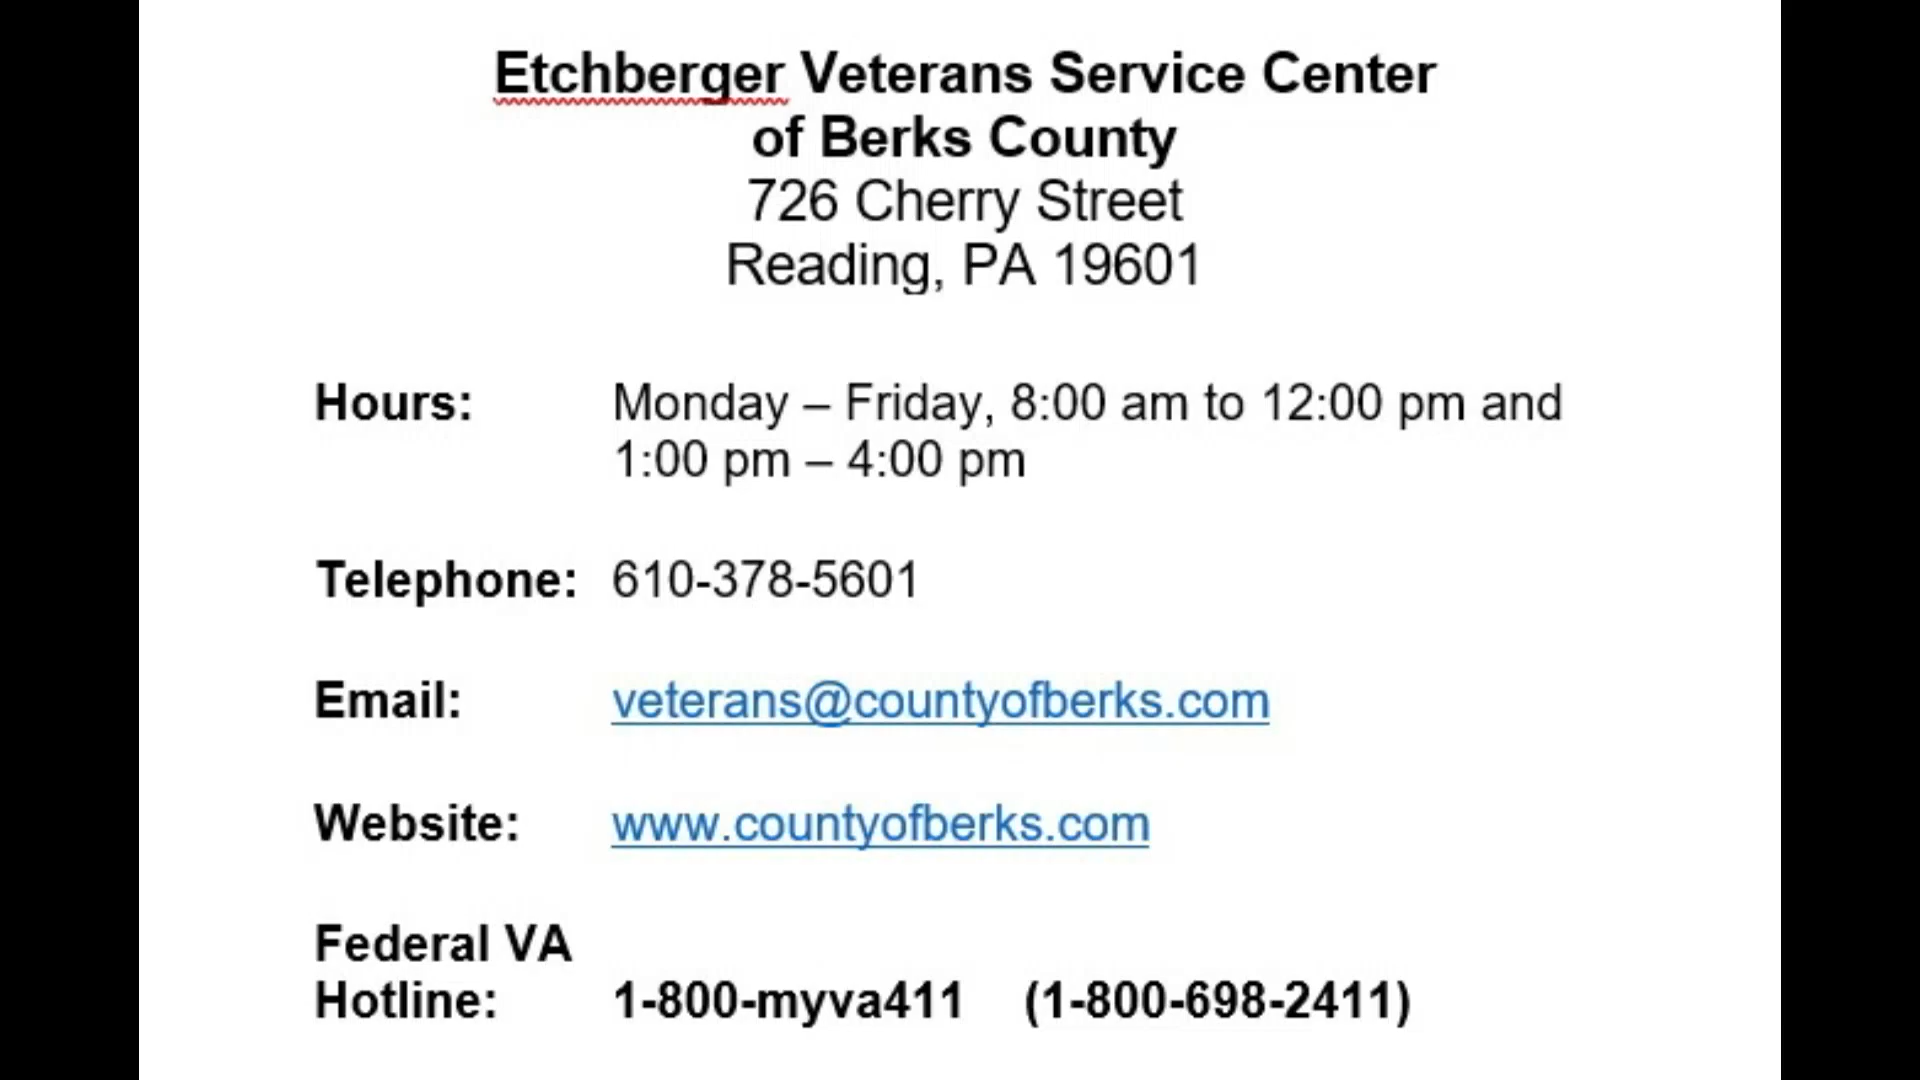 Etchberger Veterans Service Center
of Berks County
726 Cherry Street
Reading, PA 19601
Hours: Monday – Friday, 8:00 am to 12:00 pm and
1:00 pm – 4:00 pm
Telephone: 610-378-5601
Email: veterans@countyofberks.com
Website: www.countyofberks.com
Federal VA
Hotline: 1-800-myva411 (1-800-698-2411)